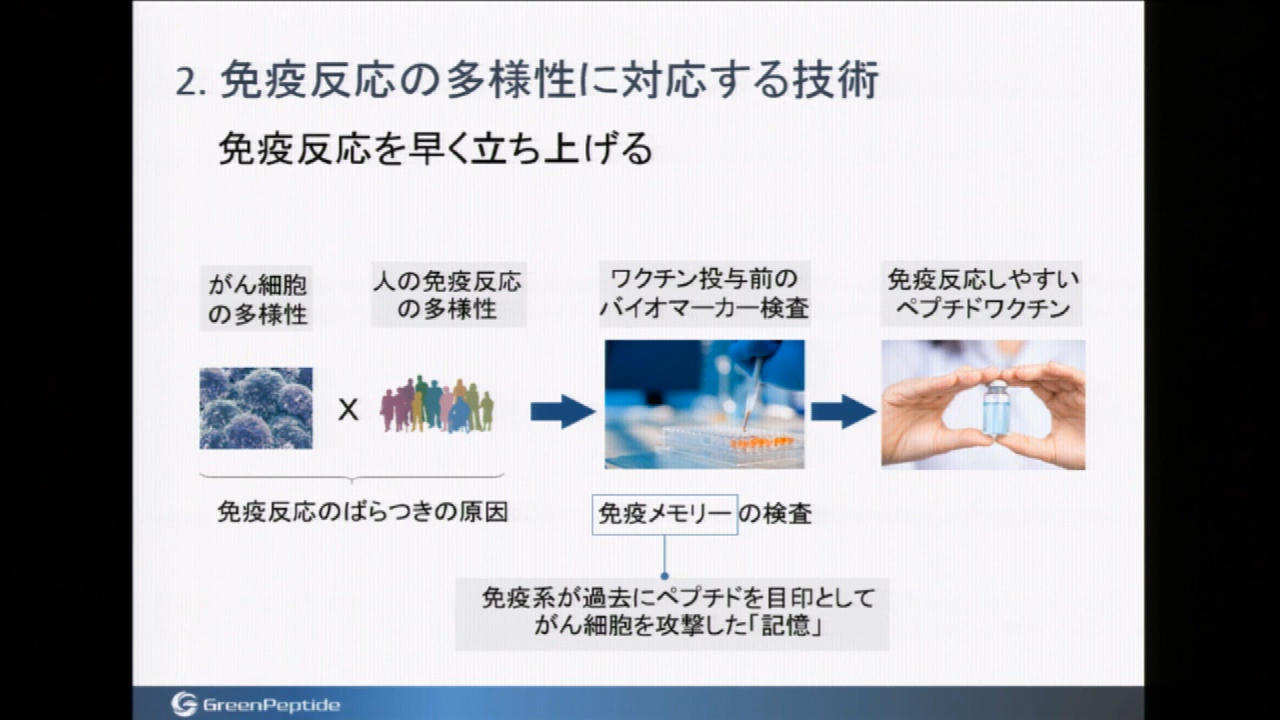 2. 免疫反応の多様性に対応する技術
免疫反応を早く立ち上げる
がん細胞
の多様性
人の免疫反応
の多様性
ワクチン投与前の
バイオマーカー検査
免疫反応しやすい
ペプチドワクチン
X
免疫反応のばらつきの原因
免疫メモリーの検査
免疫系が過去にペプチドを目印として
がん細胞を攻撃した「記憶」
GreenPeptide